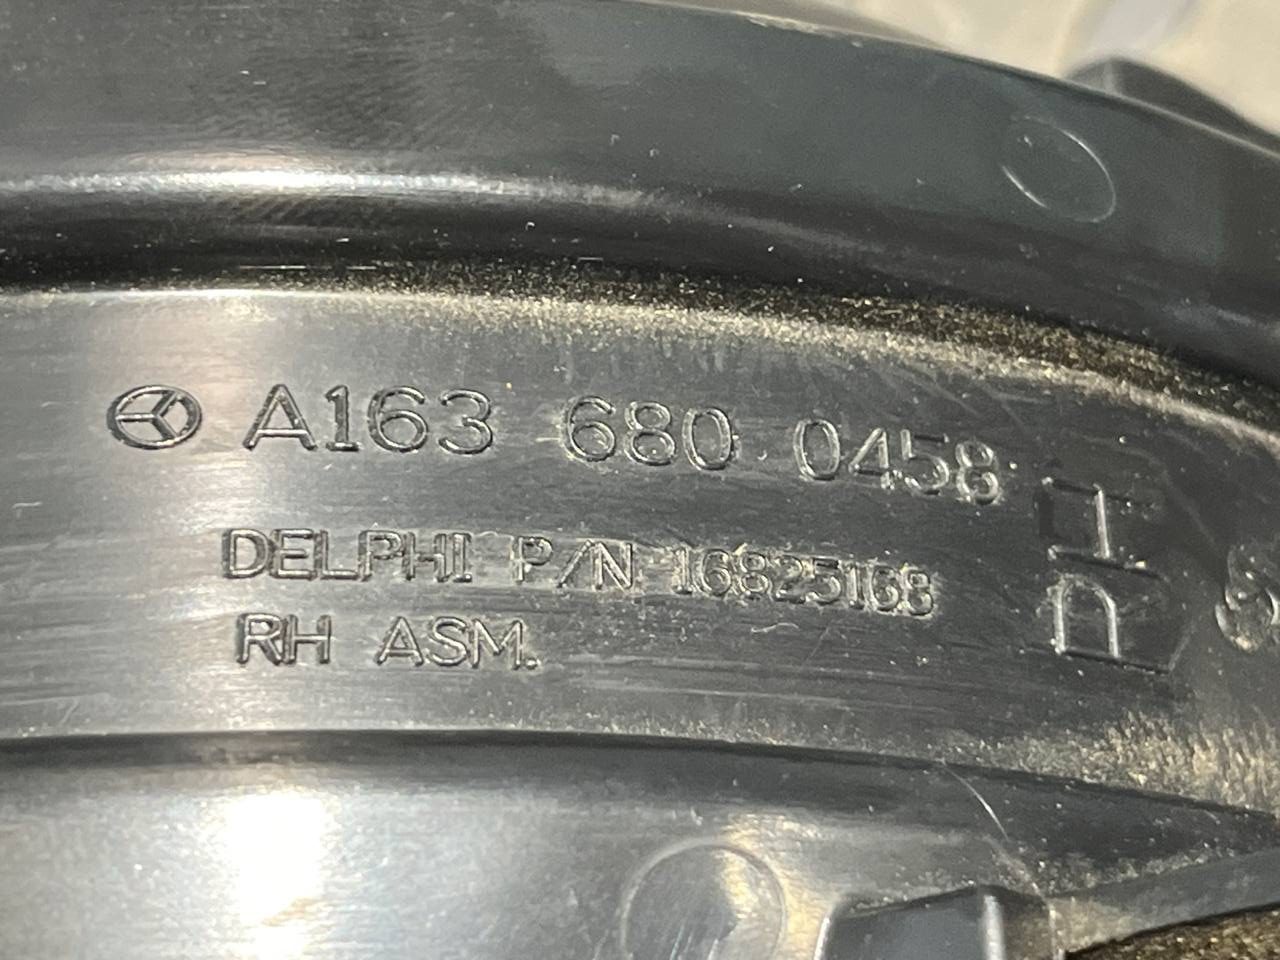 A163 680 0458
DELPHI P/N 16825168
RH ASM.